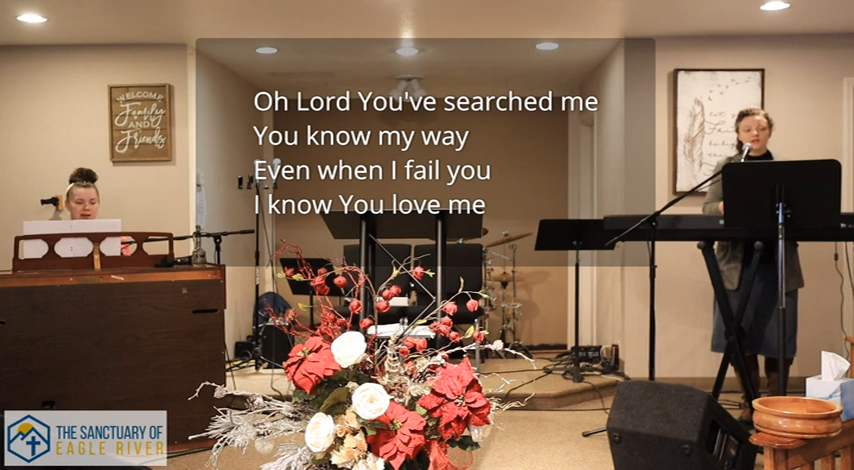 Oh Lord You've searched me
You know my way
Even when I fail you
I know You love me
WELCOME
Family
AND
Friends
THE SANCTUARY OF
EAGLE RIVER